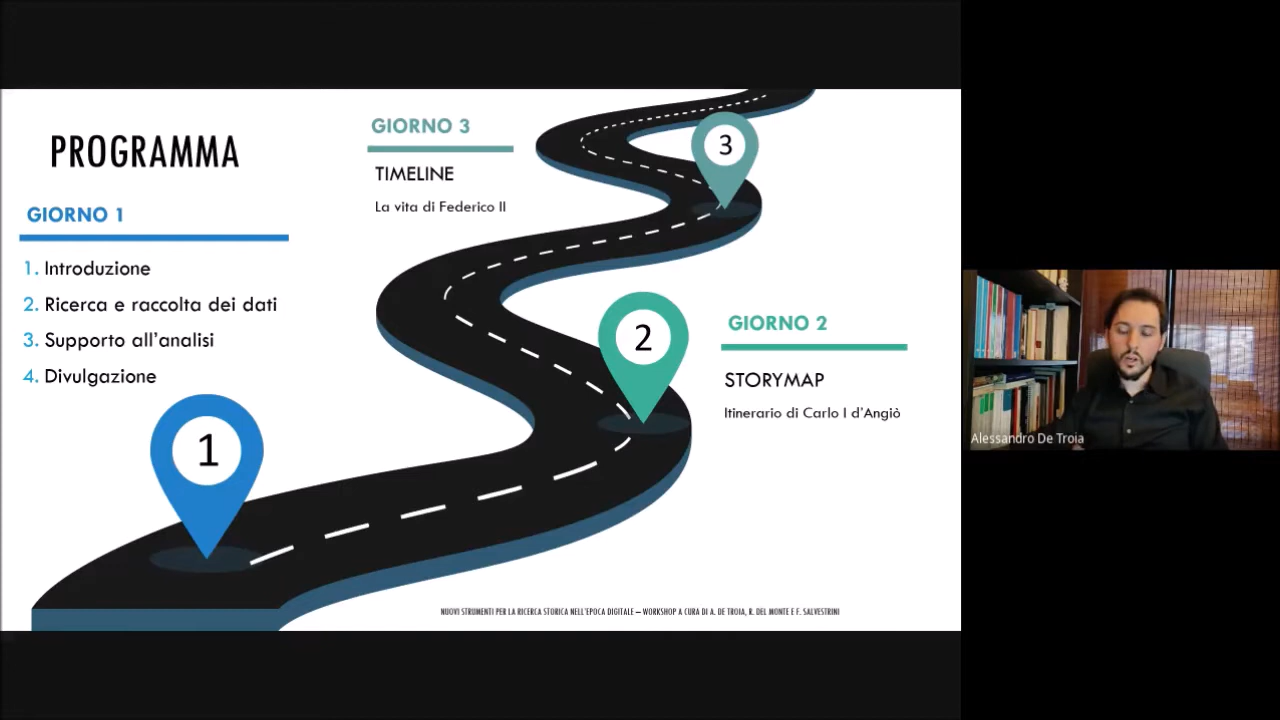 PROGRAMMA
GIORNO 1
1. Introduzione
2. Ricerca e raccolta dei dati
3. Supporto all'analisi
4. Divulgazione
1
GIORNO 2
STORYMAP
Itinerario di Carlo I d'Angiò
2
GIORNO 3
TIMELINE
La vita di Federico II
3
NUOVI STRUMENTI PER LA RICERCA STORICA NELL'EPOCA DIGITALE – WORKSHOP A CURA DI A. DE TROIA, R. DEL MONTE E F. SALVESTRINI
Alessandro De Troia